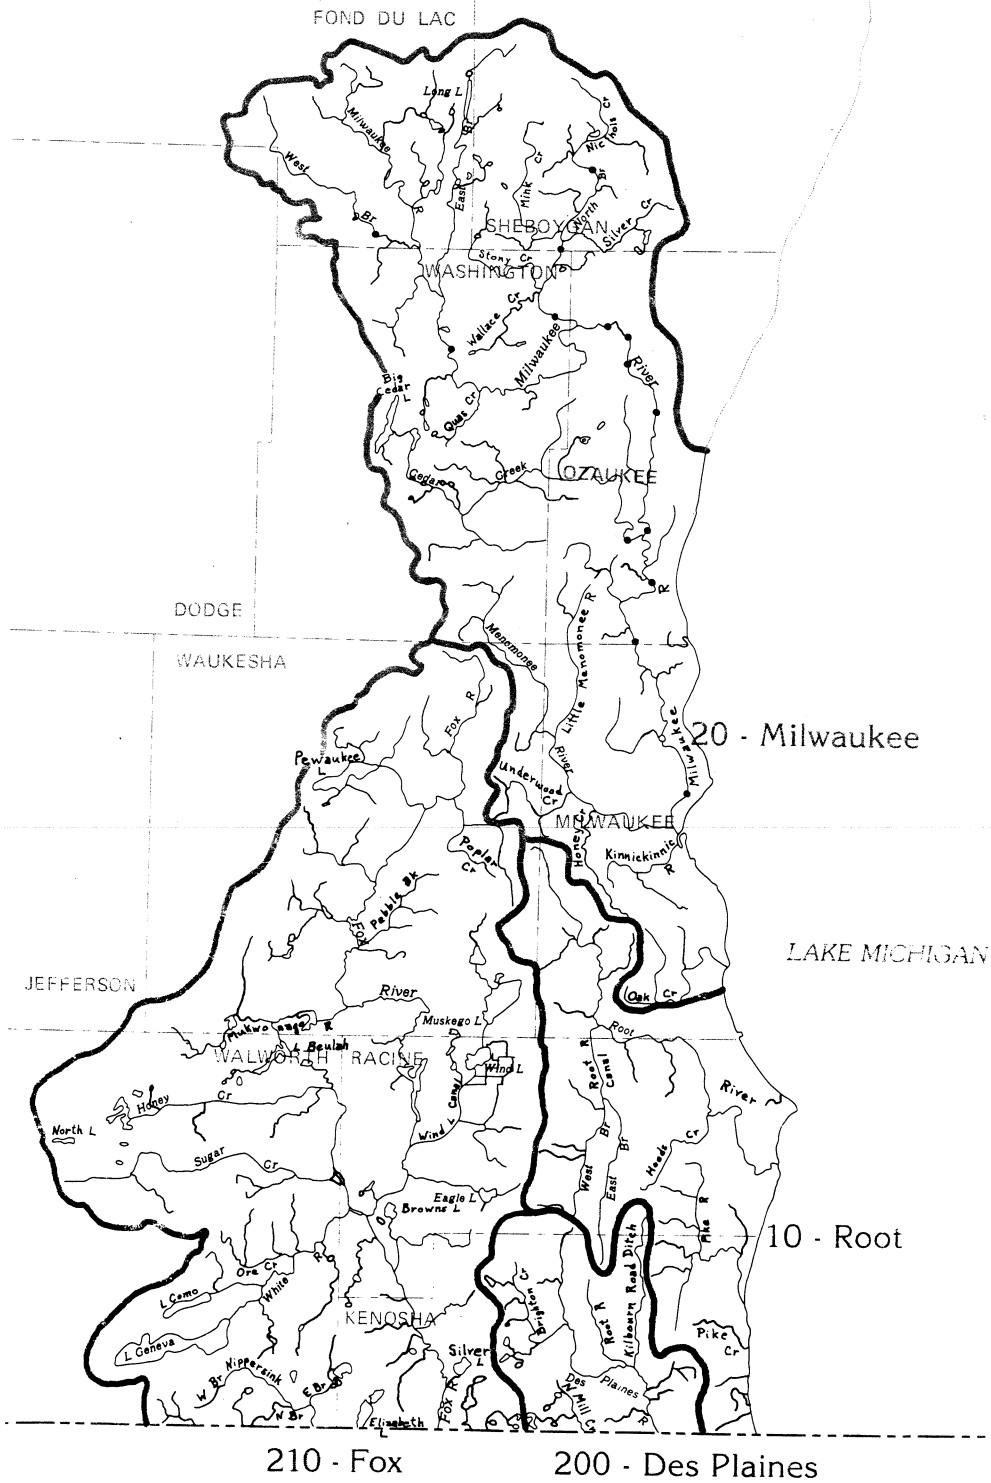 FOND DU LAC
Long L
Milwaukee
R
Br
East
Nichols Cr
Mink Cr
West
Br
North Br
Silver Cr
SHEBOYGAN
Stony Cr
WASHINGTON
Wallace Cr
Milwaukee
River
Big
Cedar
L
Quas Cr
Cedar
Creek
OZAUKEE
R
DODGE
WAUKESHA
Menomonee
Little Menomonee R
River
Fox R
Milwaukee
20 - Milwaukee
Pewaukee
L
Underwood
Cr
MILWAUKEE
Honey
Kinnickinnic
R
Poplar
Cr
Pebble Bk
Fox
LAKE MICHIGAN
JEFFERSON
River
Oak Cr
Muskego L
Mukwonago R
L Beulah
WALWORTH
RACINE
Wind L
Root
Root R
Canal
River
Honey Cr
Wind L Canal
North L
Sugar Cr
West Br
East Br
Hoods Cr
Eagle L
Browns L
Pike R
10 - Root
Ore Cr
White
R
L Como
KENOSHA
Brighton Cr
Root R
Kilbourn Road Ditch
Pike
Cr
L Geneva
Silver
L
Nippersink
W Br
E Br
N Br
Fox R
Elizabeth
L
Des Plaines
R
N Mill C
210 - Fox
200 - Des Plaines